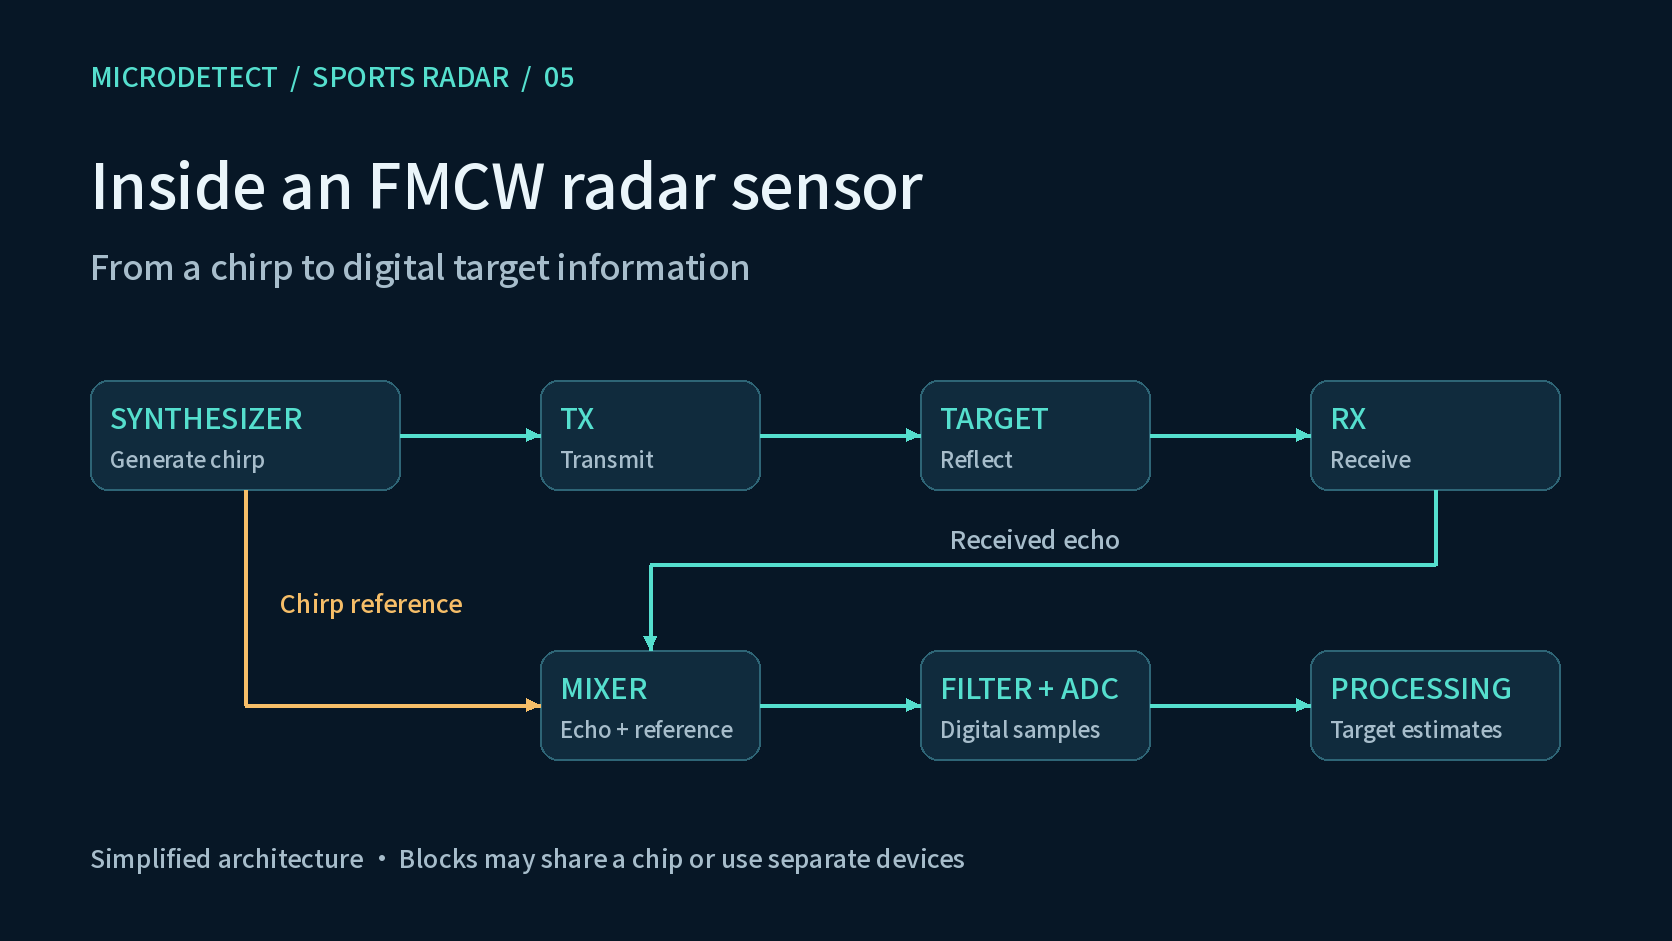 MICRODETECT / SPORTS RADAR / 05
Inside an FMCW radar sensor
From a chirp to digital target information
SYNTHESIZER
Generate chirp
TX
Transmit
TARGET
Reflect
RX
Receive
Received echo
Chirp reference
MIXER
Echo + reference
FILTER + ADC
Digital samples
PROCESSING
Target estimates
Simplified architecture • Blocks may share a chip or use separate devices